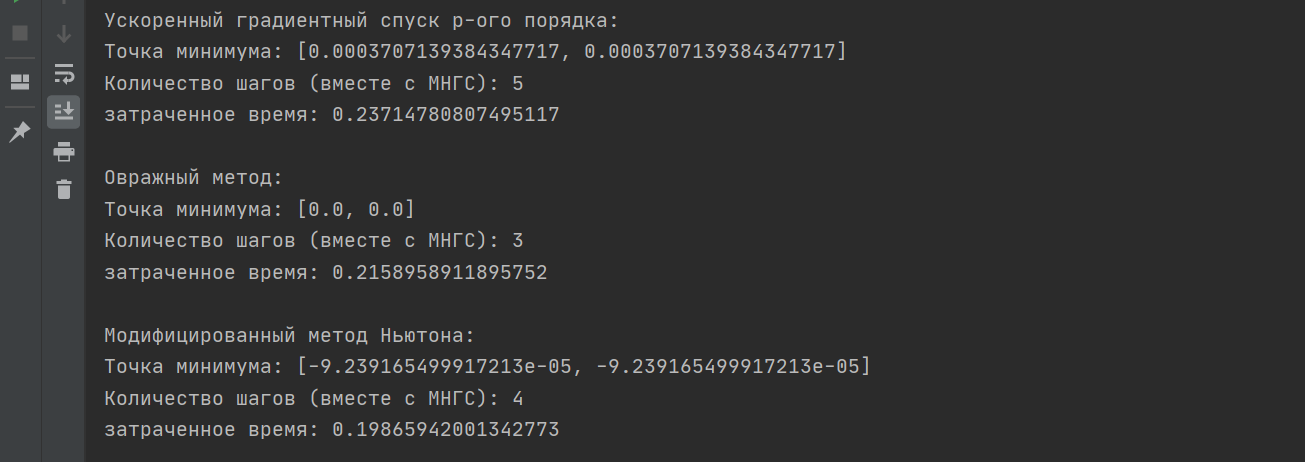 Ускоренный градиентный спуск p-ого порядка:
Точка минимума: [0.0003707139384347717, 0.0003707139384347717]
Количество шагов (вместе с МНГС): 5
затраченное время: 0.23714780807495117
Овражный метод:
Точка минимума: [0.0, 0.0]
Количество шагов (вместе с МНГС): 3
затраченное время: 0.2158958911895752
Модифицированный метод Ньютона:
Точка минимума: [-9.239165499917213e-05, -9.239165499917213e-05]
Количество шагов (вместе с МНГС): 4
затраченное время: 0.19865942001342773